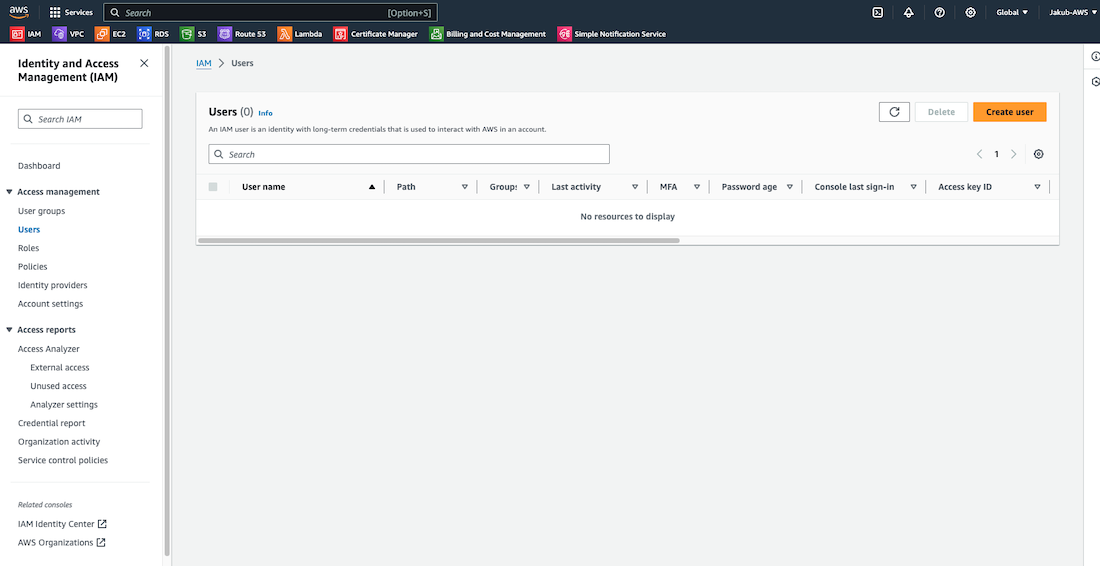 aws
Services
Search [Option+S]
Global
Jakub-AWS
IAM
VPC
EC2
RDS
S3
Route 53
Lambda
Certificate Manager
Billing and Cost Management
Simple Notification Service
Identity and Access
Management (IAM)
Search IAM
Dashboard
Access management
User groups
Users
Roles
Policies
Identity providers
Account settings
Access reports
Access Analyzer
External access
Unused access
Analyzer settings
Credential report
Organization activity
Service control policies
Related consoles
IAM Identity Center
AWS Organizations
IAM > Users
Users (0) Info
An IAM user is an identity with long-term credentials that is used to interact with AWS in an account.
Delete
Create user
Search
1
User name
Path
Groups
Last activity
MFA
Password age
Console last sign-in
Access key ID
No resources to display